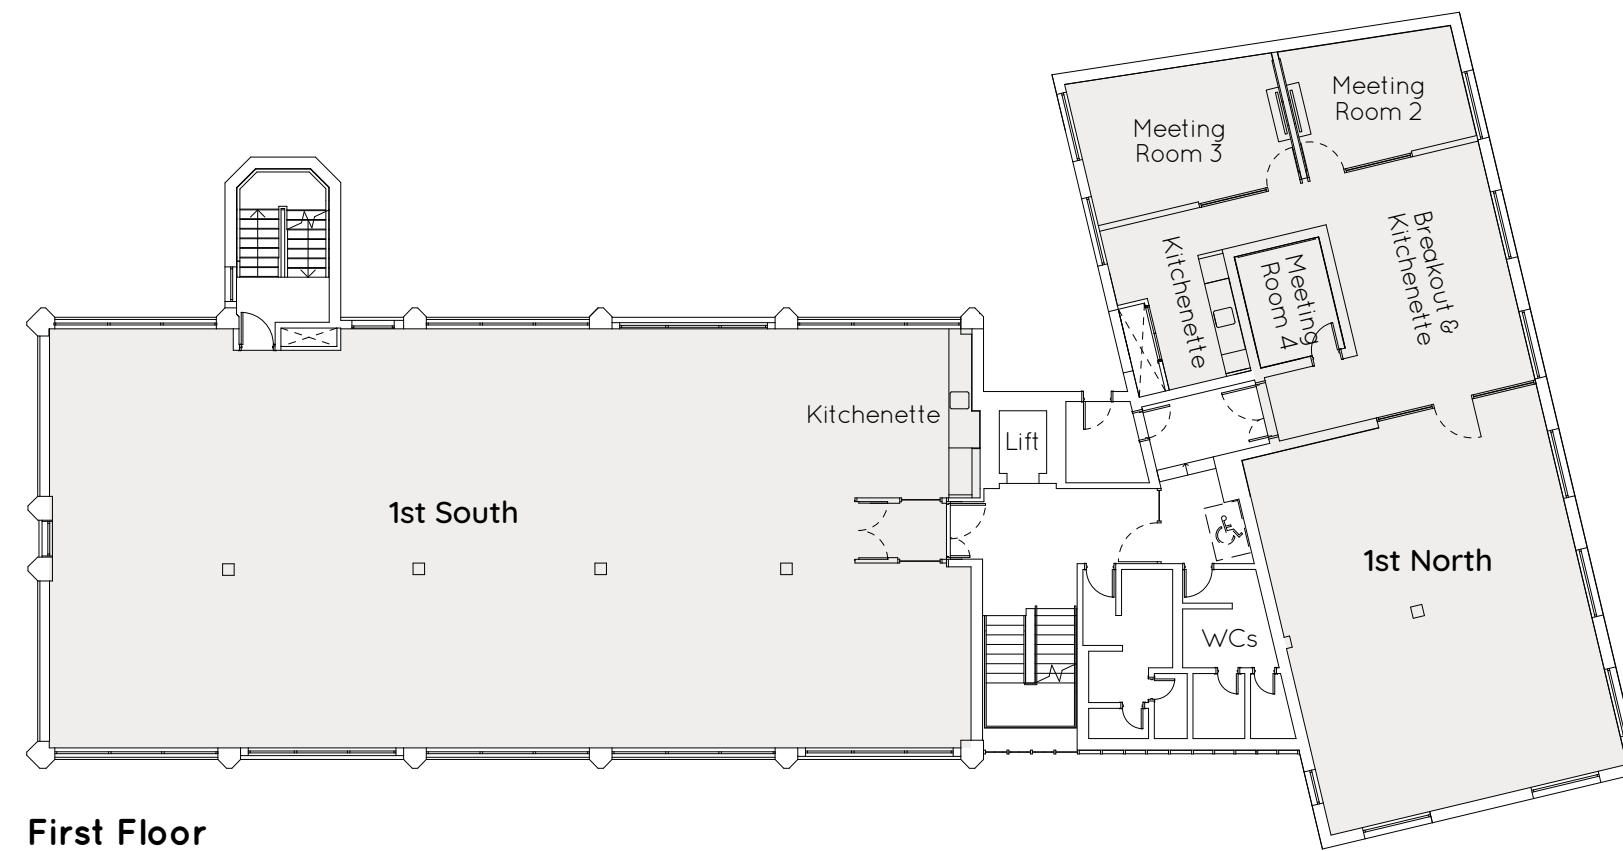 Meeting
Room 2
Meeting
Room 3
Breakout &
Kitchenette
Kitchenette
Meeting
Room 4
Kitchenette
Lift
1st South
1st North
WCs
First Floor